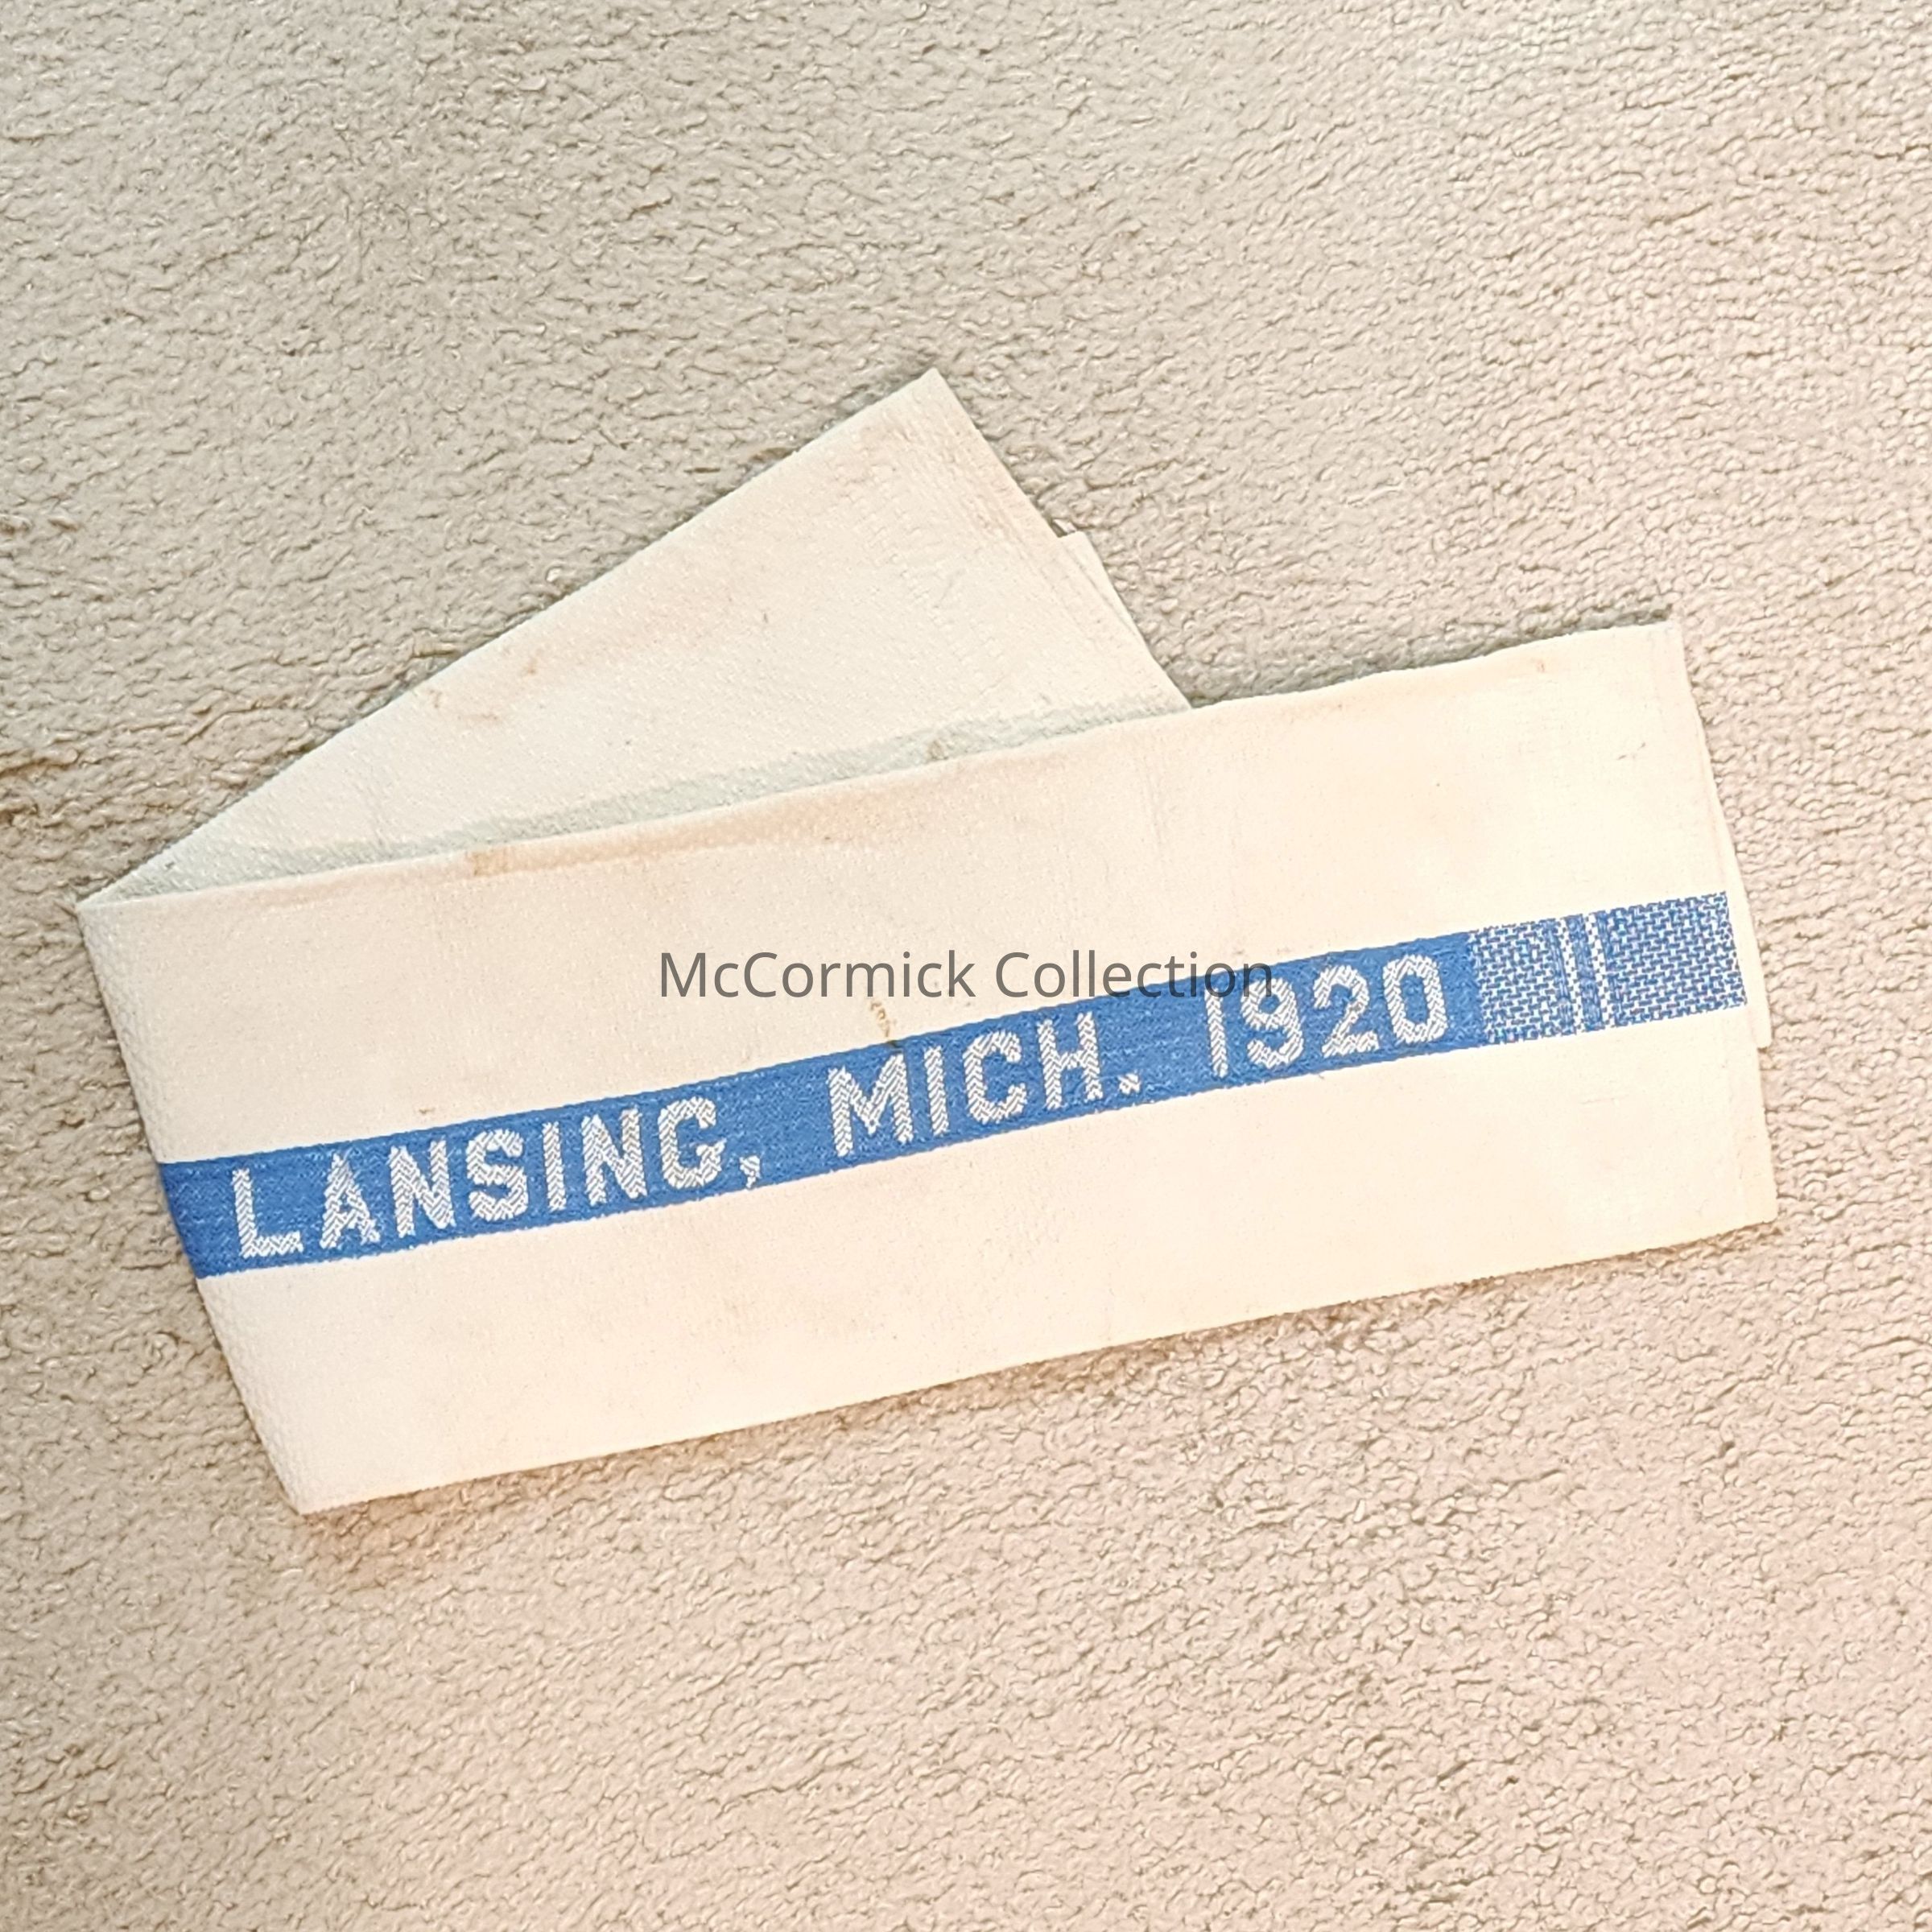 McCormick Collection
LANSING, MICH. 1920